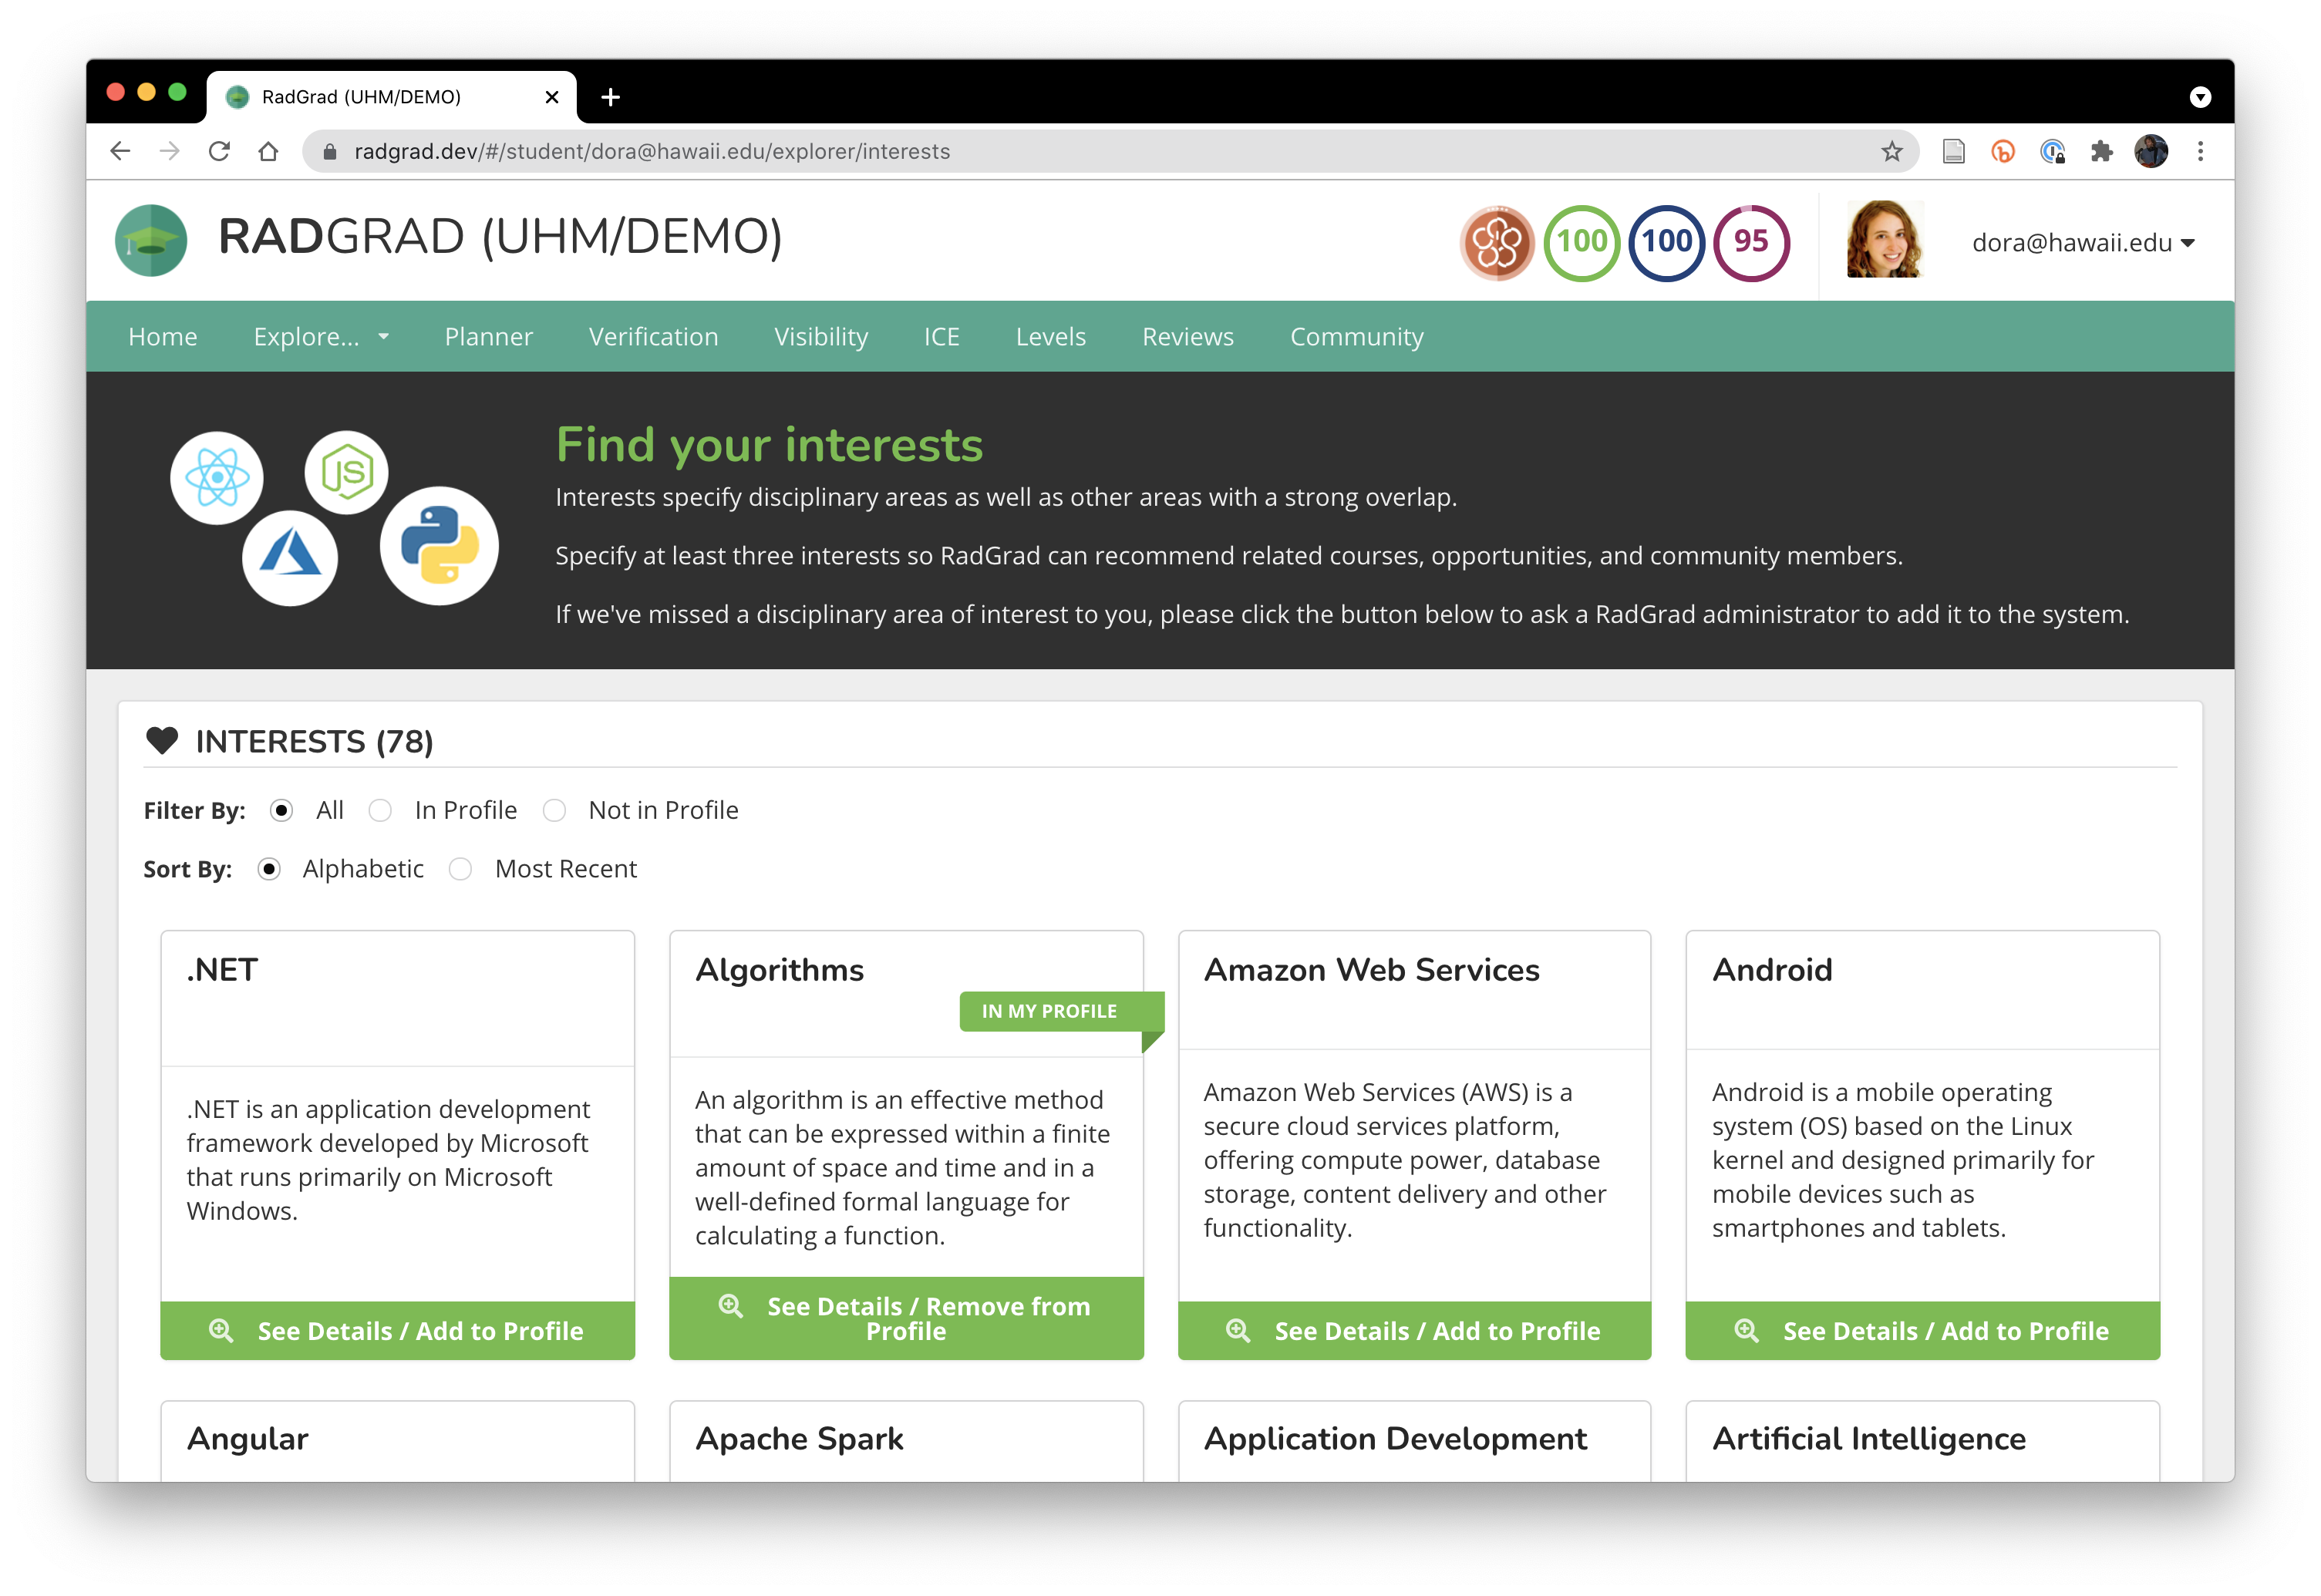 RadGrad (UHM/DEMO)
radgrad.dev/#/student/dora@hawaii.edu/explorer/interests
RADGRAD (UHM/DEMO)
100
100
95
dora@hawaii.edu
Home
Explore...
Planner
Verification
Visibility
ICE
Levels
Reviews
Community
JS
Find your interests
Interests specify disciplinary areas as well as other areas with a strong overlap.
Specify at least three interests so RadGrad can recommend related courses, opportunities, and community members.
If we've missed a disciplinary area of interest to you, please click the button below to ask a RadGrad administrator to add it to the system.
INTERESTS (78)
Filter By: All In Profile Not in Profile
Sort By: Alphabetic Most Recent
.NET
.NET is an application development
framework developed by Microsoft
that runs primarily on Microsoft
Windows.
See Details / Add to Profile
Algorithms
IN MY PROFILE
An algorithm is an effective method
that can be expressed within a finite
amount of space and time and in a
well-defined formal language for
calculating a function.
See Details / Remove from
Profile
Amazon Web Services
Amazon Web Services (AWS) is a
secure cloud services platform,
offering compute power, database
storage, content delivery and other
functionality.
See Details / Add to Profile
Android
Android is a mobile operating
system (OS) based on the Linux
kernel and designed primarily for
mobile devices such as
smartphones and tablets.
See Details / Add to Profile
Angular
Apache Spark
Application Development
Artificial Intelligence